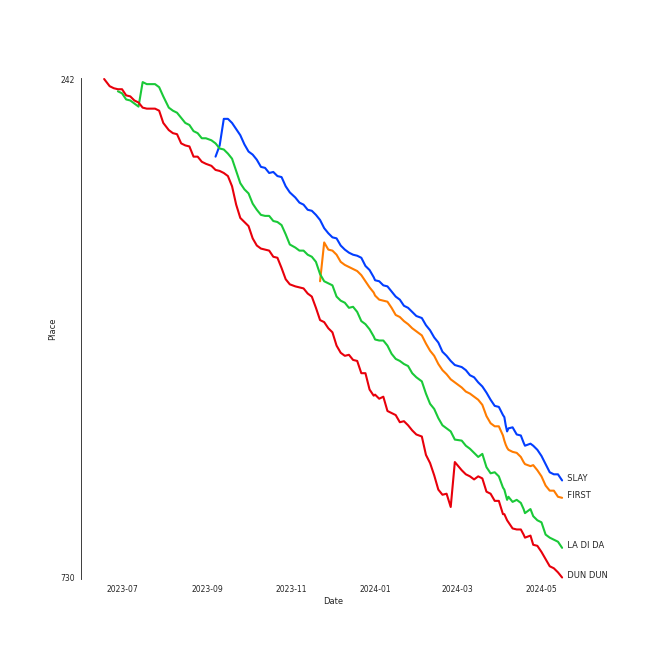 242
Place
730
2023-07
2023-09
2023-11
2024-01
2024-03
2024-05
Date
SLAY
FIRST
LA DI DA
DUN DUN